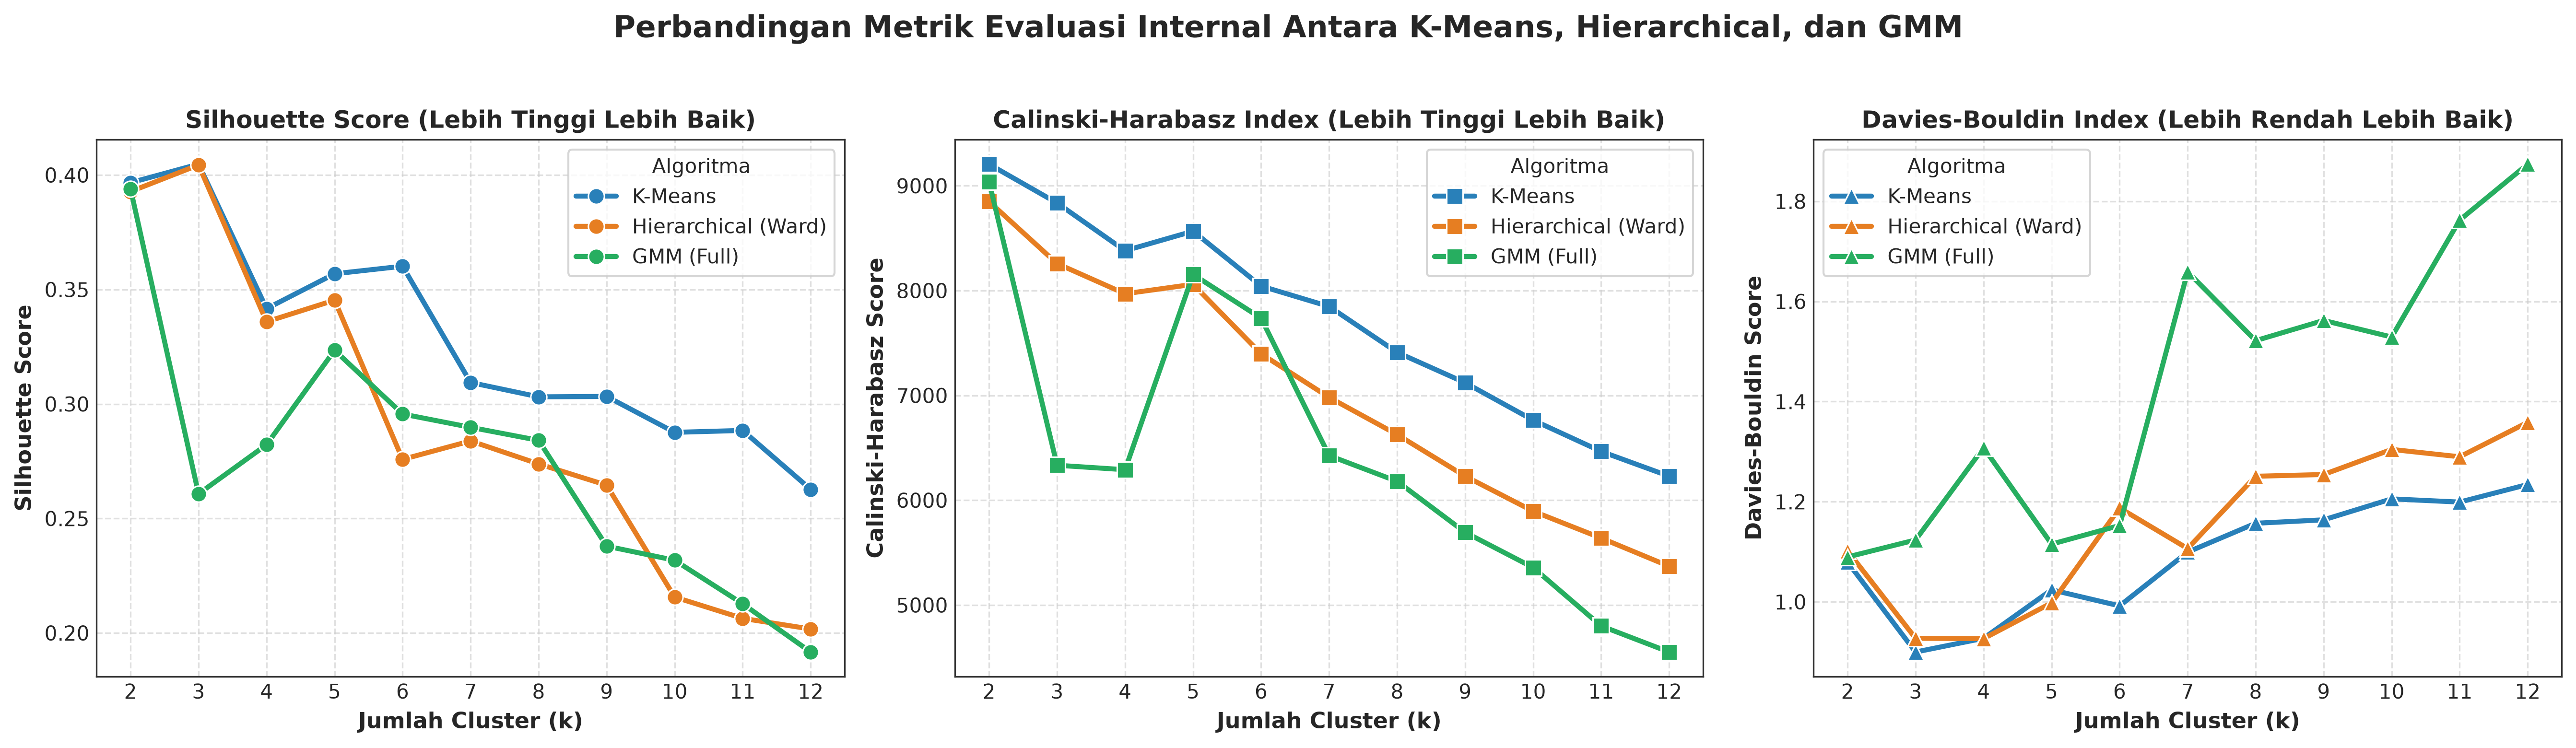 Perbandingan Metrik Evaluasi Internal Antara K-Means, Hierarchical, dan GMM
Silhouette Score (Lebih Tinggi Lebih Baik)
Silhouette Score
0.40
0.35
0.30
0.25
0.20
Algoritma
K-Means
Hierarchical (Ward)
GMM (Full)
2 3 4 5 6 7 8 9 10 11 12
Jumlah Cluster (k)
Calinski-Harabasz Index (Lebih Tinggi Lebih Baik)
Calinski-Harabasz Score
9000
8000
7000
6000
5000
Algoritma
K-Means
Hierarchical (Ward)
GMM (Full)
2 3 4 5 6 7 8 9 10 11 12
Jumlah Cluster (k)
Davies-Bouldin Index (Lebih Rendah Lebih Baik)
Davies-Bouldin Score
1.8
1.6
1.4
1.2
1.0
Algoritma
K-Means
Hierarchical (Ward)
GMM (Full)
2 3 4 5 6 7 8 9 10 11 12
Jumlah Cluster (k)